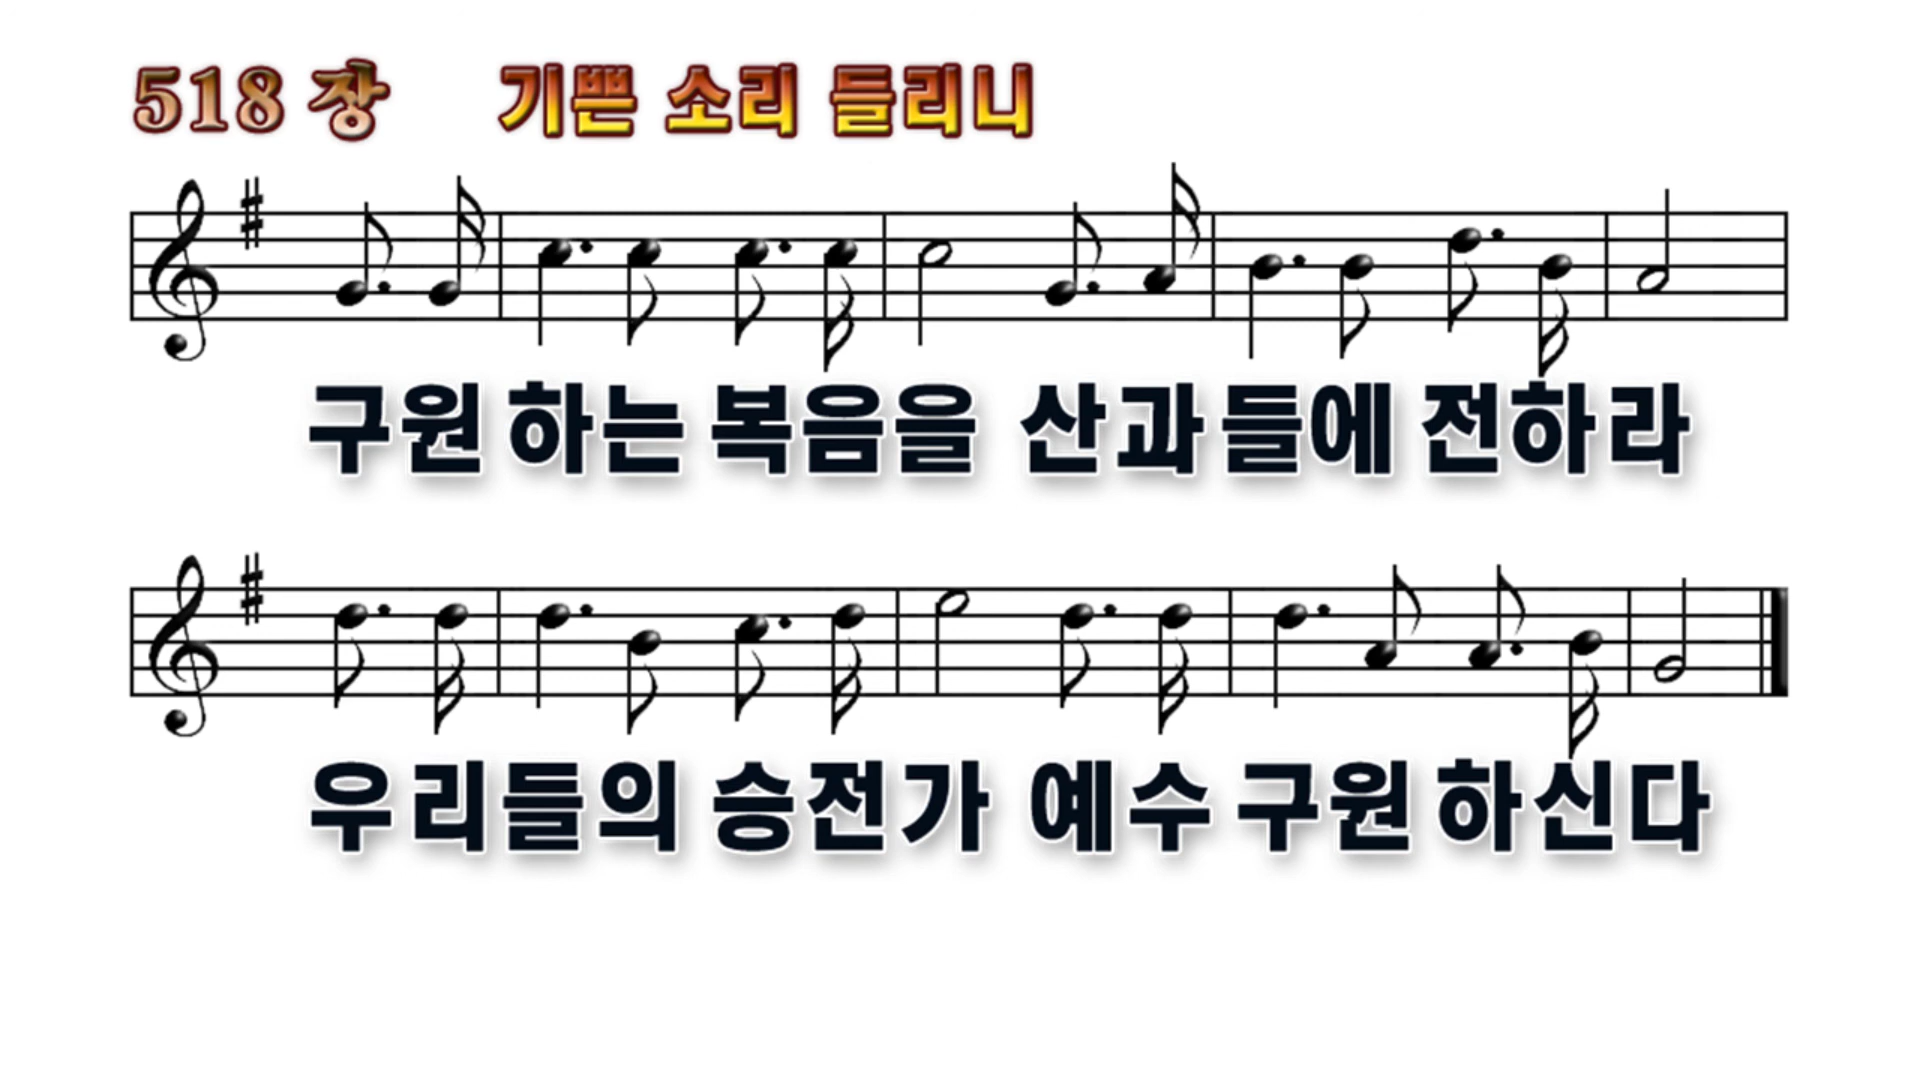 518 장 기쁜 소리 들리니
구원 하는 복음을 산과 들에 전하라
우리들의 승전가 예수 구원 하신다